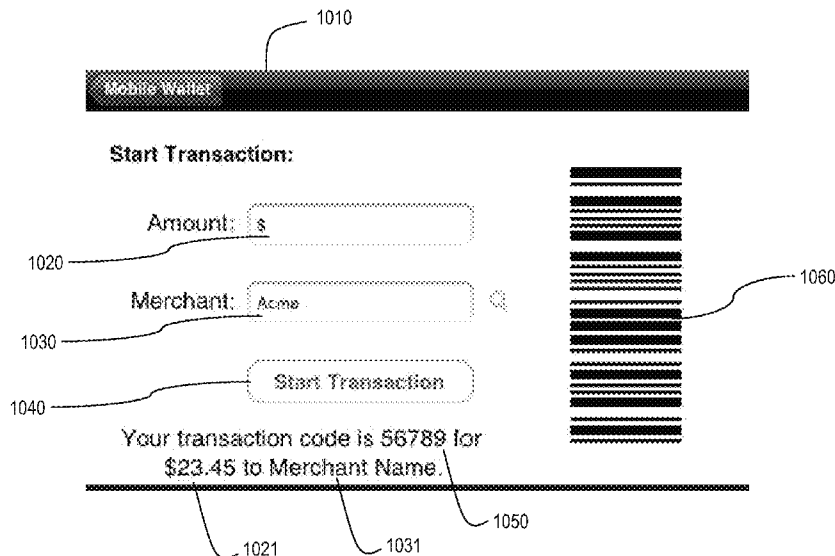 1010
Mobile Wallet
Start Transaction:
Amount: $
1020
Merchant: Acme
1030
1060
Start Transaction
1040
Your transaction code is 56789 for
$23.45 to Merchant Name.
1050
1021
1031